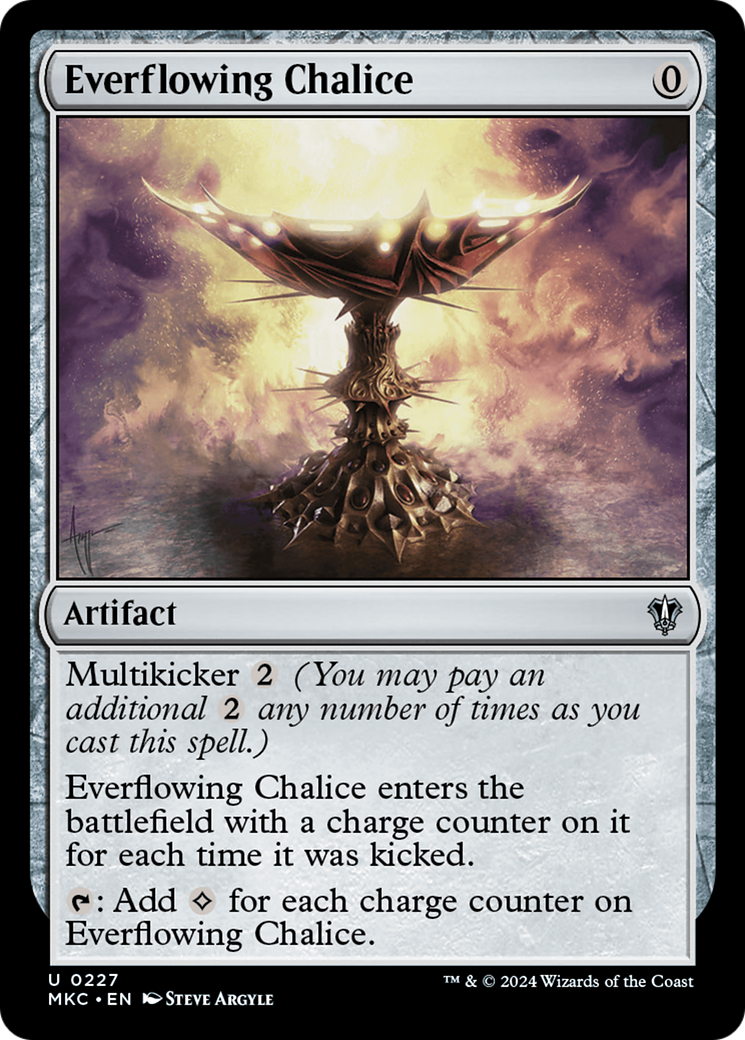 Everflowing Chalice 0
Artifact
Multikicker 2 (You may pay an
additional 2 any number of times as you
cast this spell.)
Everflowing Chalice enters the
battlefield with a charge counter on it
for each time it was kicked.
: Add for each charge counter on
Everflowing Chalice.
U 0227
MKC • EN STEVE ARGYLE
™ & © 2024 Wizards of the Coast